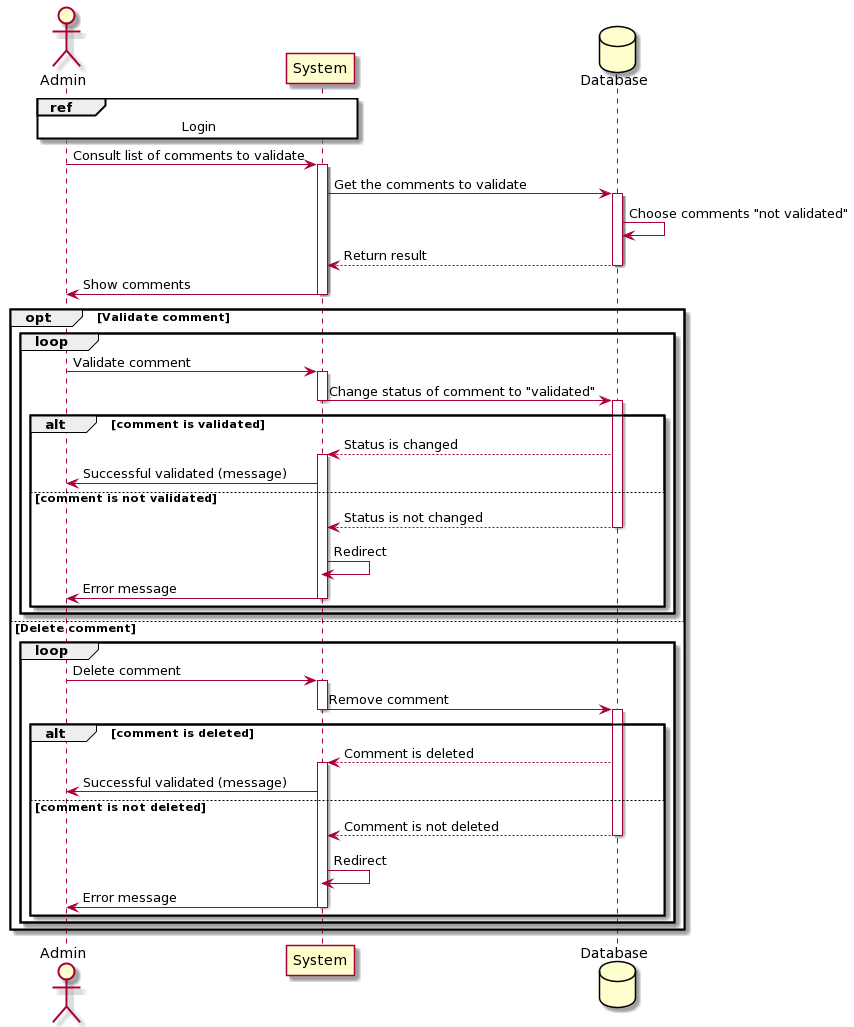 Admin
System
Database
ref
Login
Consult list of comments to validate
Get the comments to validate
Choose comments "not validated"
Return result
Show comments
opt [Validate comment]
loop
Validate comment
Change status of comment to "validated"
alt [comment is validated]
Status is changed
Successful validated (message)
[comment is not validated]
Status is not changed
Redirect
Error message
[Delete comment]
loop
Delete comment
Remove comment
alt [comment is deleted]
Comment is deleted
Successful validated (message)
[comment is not deleted]
Comment is not deleted
Redirect
Error message
Admin
System
Database